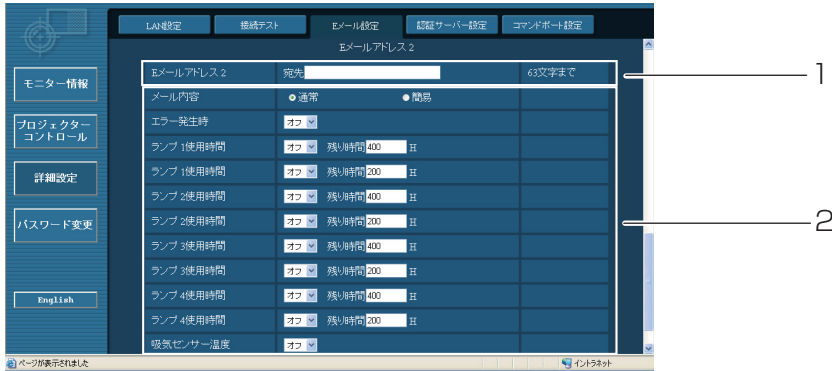 LAN設定 接続テスト Eメール設定 認証サーバー設定 コマンドポート設定
Eメールアドレス 2
Eメールアドレス 2 宛先 63文字まで 1
メール内容 通常 簡易
エラー発生時 オフ
ランプ 1使用時間 オフ 残り時間 400 H
ランプ 1使用時間 オフ 残り時間 200 H
ランプ 2使用時間 オフ 残り時間 400 H
ランプ 2使用時間 オフ 残り時間 200 H 2
ランプ 3使用時間 オフ 残り時間 400 H
ランプ 3使用時間 オフ 残り時間 200 H
ランプ 4使用時間 オフ 残り時間 400 H
ランプ 4使用時間 オフ 残り時間 200 H
吸気センサー温度 オフ
モニター情報
プロジェクター
コントロール
詳細設定
パスワード変更
English
ページが表示されました イントラネット